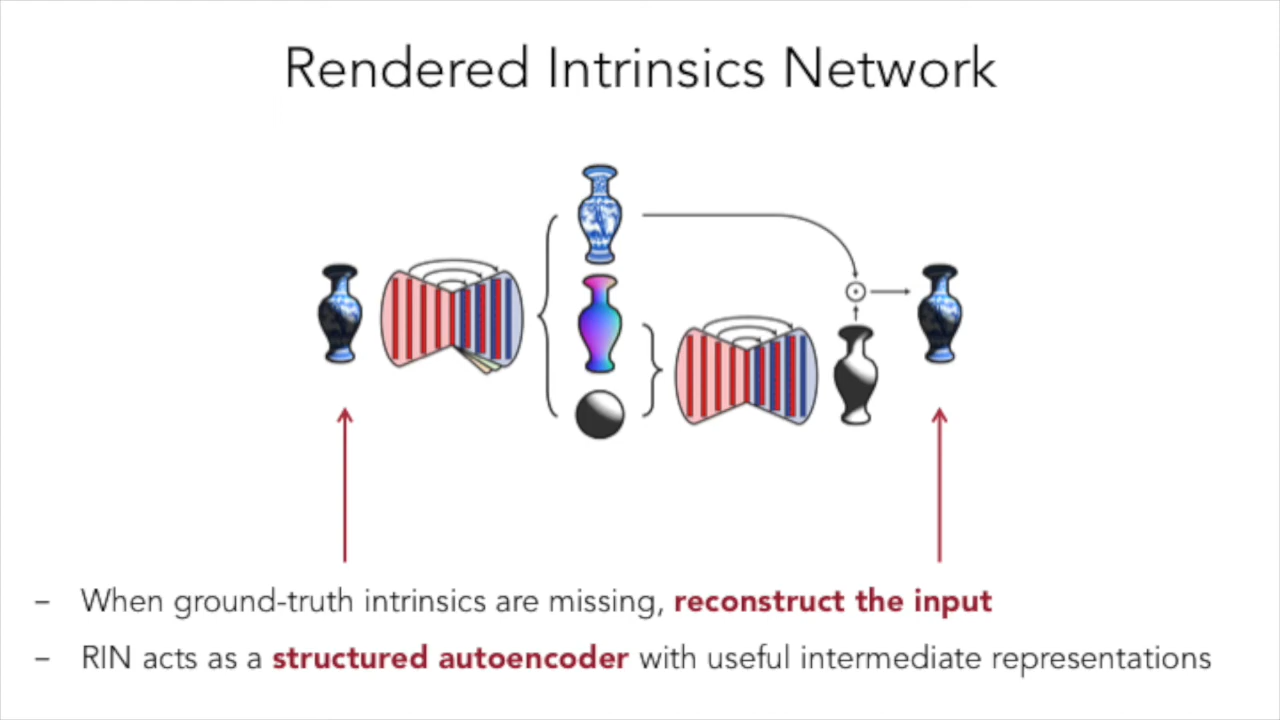 Rendered Intrinsics Network
– When ground-truth intrinsics are missing, reconstruct the input
– RIN acts as a structured autoencoder with useful intermediate representations